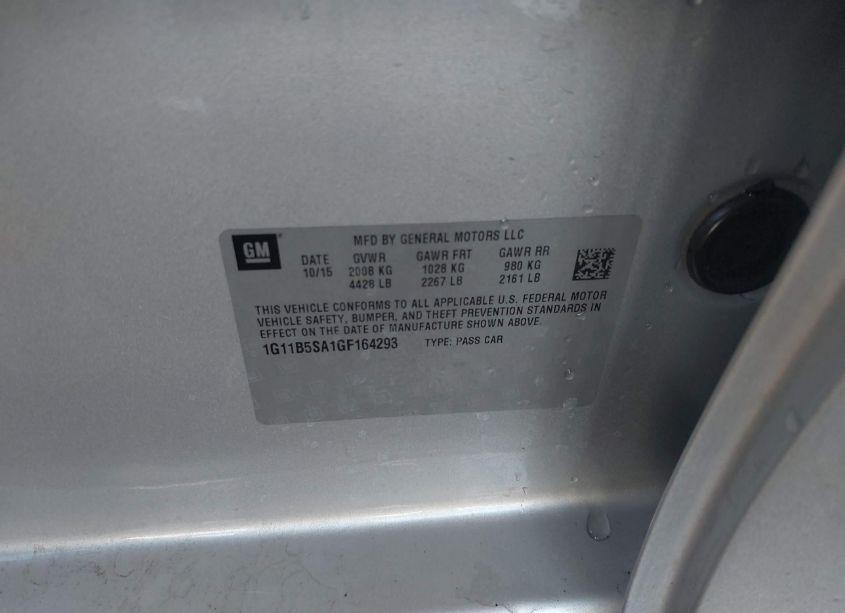 GM
MFD BY GENERAL MOTORS LLC
DATE GVWR GAWR FRT GAWR RR
10/15 2008 KG 1028 KG 980 KG
4428 LB 2267 LB 2161 LB
THIS VEHICLE CONFORMS TO ALL APPLICABLE U.S. FEDERAL MOTOR
VEHICLE SAFETY, BUMPER, AND THEFT PREVENTION STANDARDS IN
EFFECT ON THE DATE OF MANUFACTURE SHOWN ABOVE.
1G11B5SA1GF164293 TYPE: PASS CAR